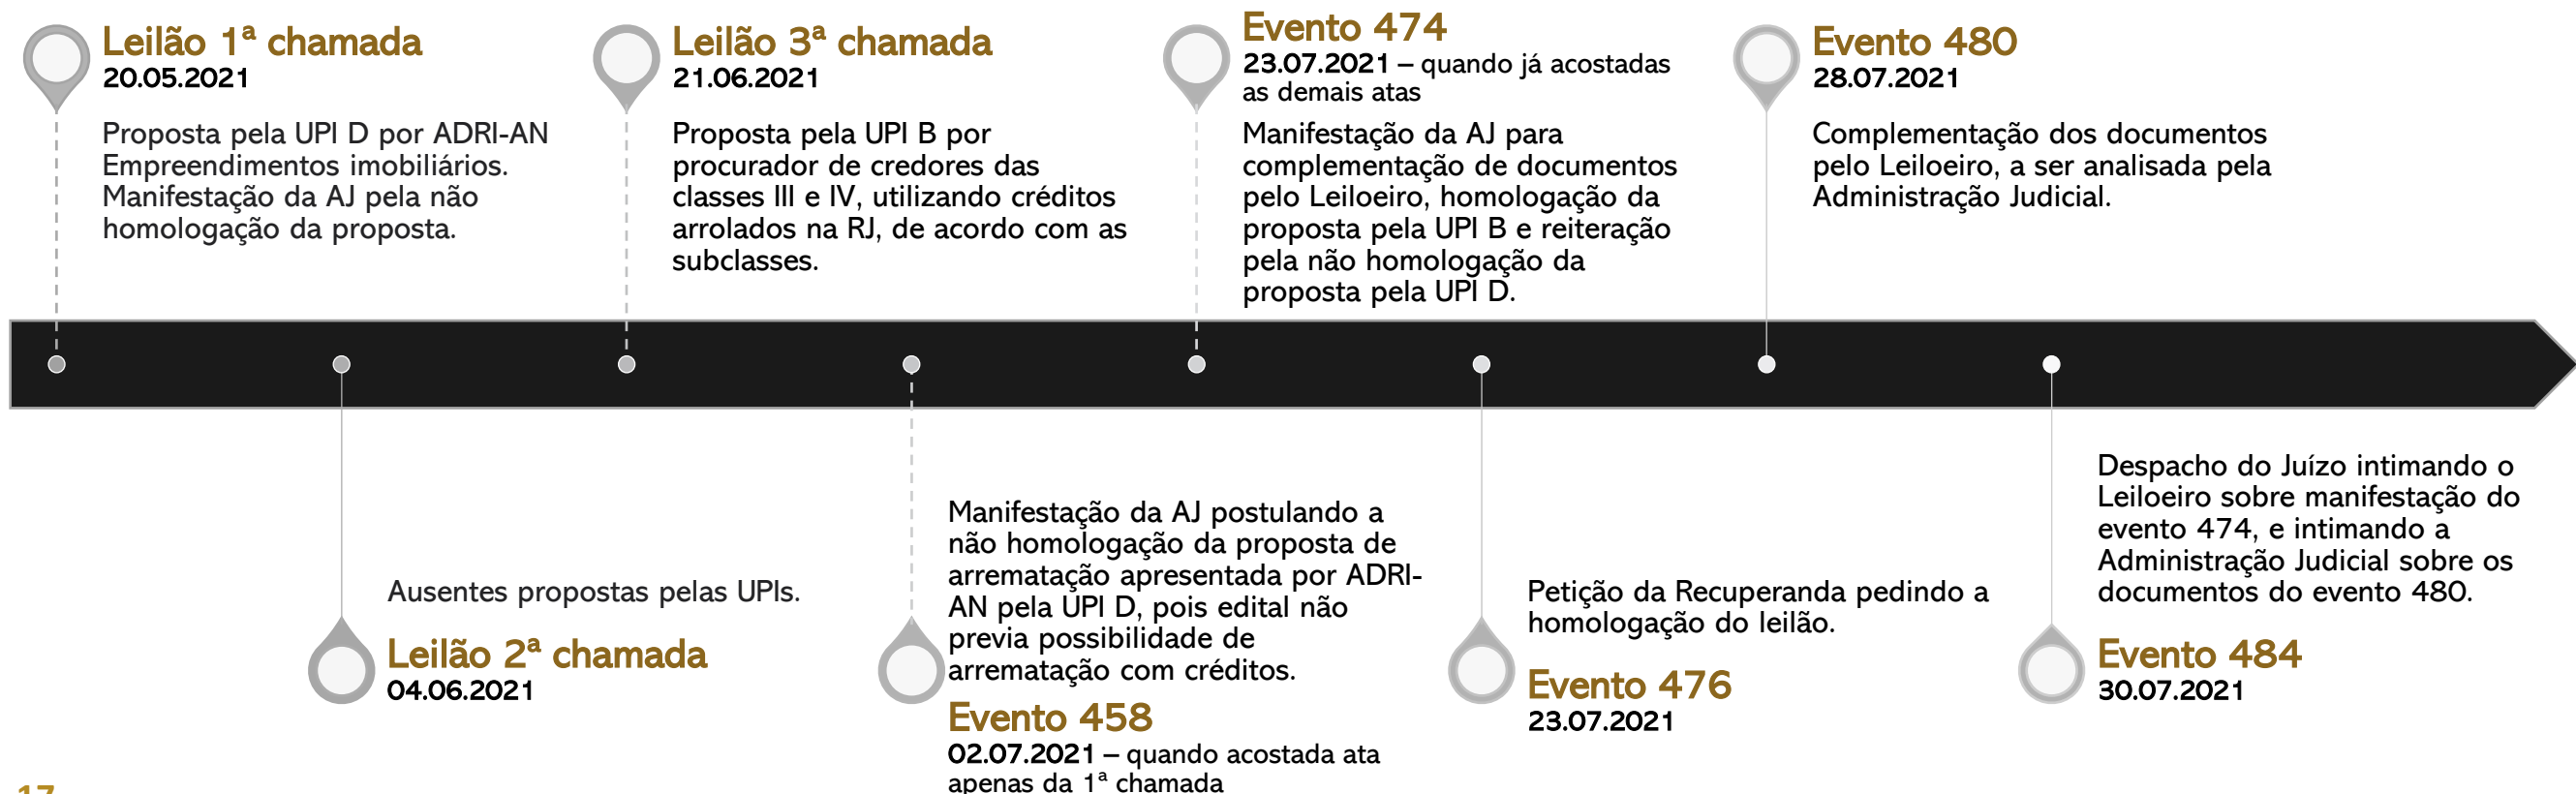 Leilão 1ª chamada
20.05.2021
Proposta pela UPI D por ADRI-AN
Empreendimentos imobiliários.
Manifestação da AJ pela não
homologação da proposta.
Ausentes propostas pelas UPIs.
Leilão 2ª chamada
04.06.2021
Leilão 3ª chamada
21.06.2021
Proposta pela UPI B por
procurador de credores das
classes III e IV, utilizando créditos
arrolados na RJ, de acordo com as
subclasses.
Manifestação da AJ postulando a
não homologação da proposta de
arrematação apresentada por ADRI-
AN pela UPI D, pois edital não
previa possibilidade de
arrematação com créditos.
Evento 458
02.07.2021 – quando acostada ata
apenas da 1ª chamada
Evento 474
23.07.2021 – quando já acostadas
as demais atas
Manifestação da AJ para
complementação de documentos
pelo Leiloeiro, homologação da
proposta pela UPI B e reiteração
pela não homologação da
proposta pela UPI D.
Petição da Recuperanda pedindo a
homologação do leilão.
Evento 476
23.07.2021
Evento 480
28.07.2021
Complementação dos documentos
pelo Leiloeiro, a ser analisada pela
Administração Judicial.
Despacho do Juízo intimando o
Leiloeiro sobre manifestação do
evento 474, e intimando a
Administração Judicial sobre os
documentos do evento 480.
Evento 484
30.07.2021
17